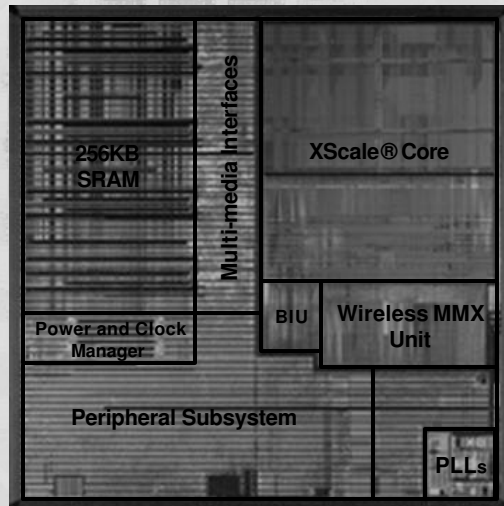 256KB
SRAM
Multi-media Interfaces
XScale® Core
Power and Clock
Manager
BIU
Wireless MMX
Unit
Peripheral Subsystem
PLLs